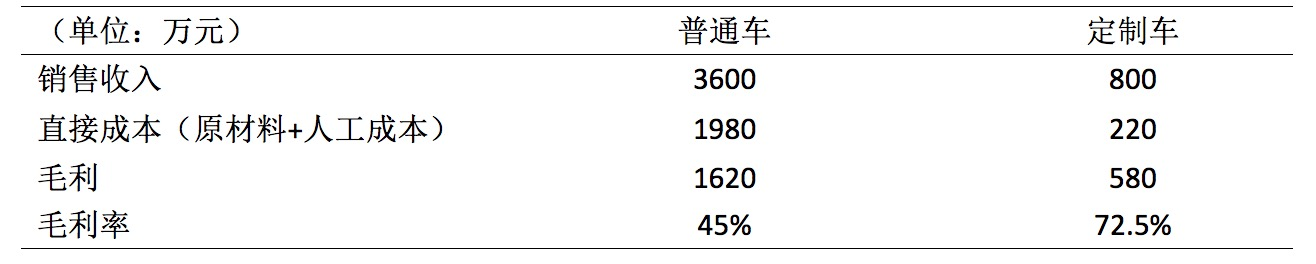 （单位：万元） 普通车 定制车
销售收入 3600 800
直接成本（原材料+人工成本） 1980 220
毛利 1620 580
毛利率 45% 72.5%